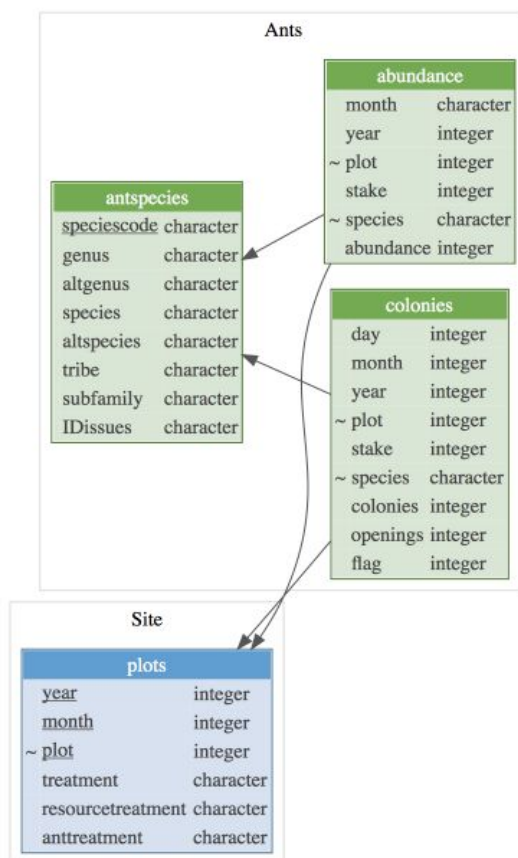 Ants
abundance
month character
year integer
~ plot integer
stake integer
~ species character
abundance integer
antspecies
speciescode character
genus character
altgenus character
species character
altspecies character
tribe character
subfamily character
IDissues character
colonies
day integer
month integer
year integer
~ plot integer
stake integer
~ species character
colonies integer
openings integer
flag integer
Site
plots
year integer
month integer
~ plot integer
treatment character
resourcetreatment character
anttreatment character